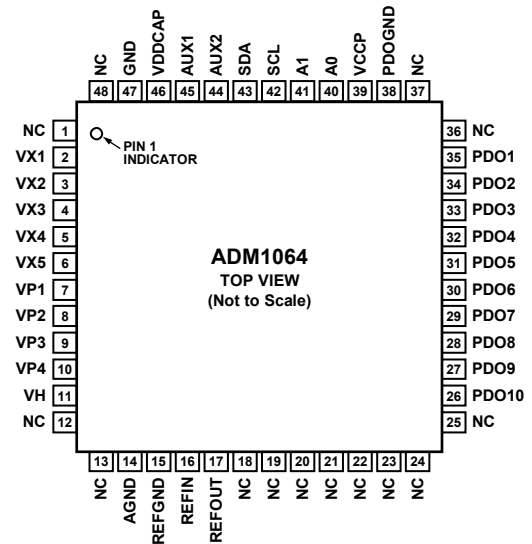 NC GND VDDCAP AUX1 AUX2 SDA SCL A1 A0 VCCP PDOGND NC
48 47 46 45 44 43 42 41 40 39 38 37
NC 1
VX1 2
VX2 3
VX3 4
VX4 5
VX5 6
VP1 7
VP2 8
VP3 9
VP4 10
VH 11
NC 12
PIN 1
INDICATOR
ADM1064
TOP VIEW
(Not to Scale)
36 NC
35 PDO1
34 PDO2
33 PDO3
32 PDO4
31 PDO5
30 PDO6
29 PDO7
28 PDO8
27 PDO9
26 PDO10
25 NC
13 14 15 16 17 18 19 20 21 22 23 24
NC AGND REFGND REFIN REFOUT NC NC NC NC NC NC NC